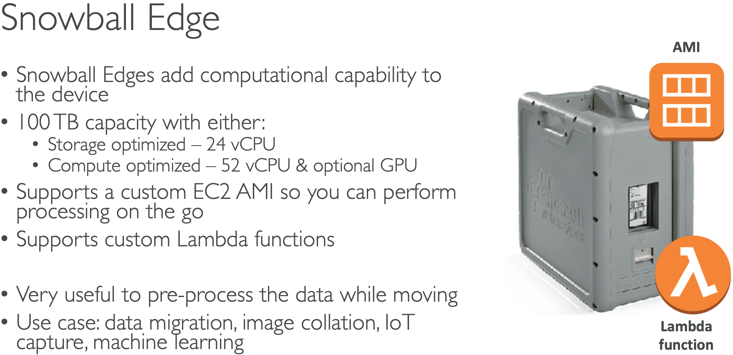 Snowball Edge
• Snowball Edges add computational capability to
the device
• 100 TB capacity with either:
• Storage optimized – 24 vCPU
• Compute optimized – 52 vCPU & optional GPU
• Supports a custom EC2 AMI so you can perform
processing on the go
• Supports custom Lambda functions
• Very useful to pre-process the data while moving
• Use case: data migration, image collation, IoT
capture, machine learning
AMI
λ
Lambda
function